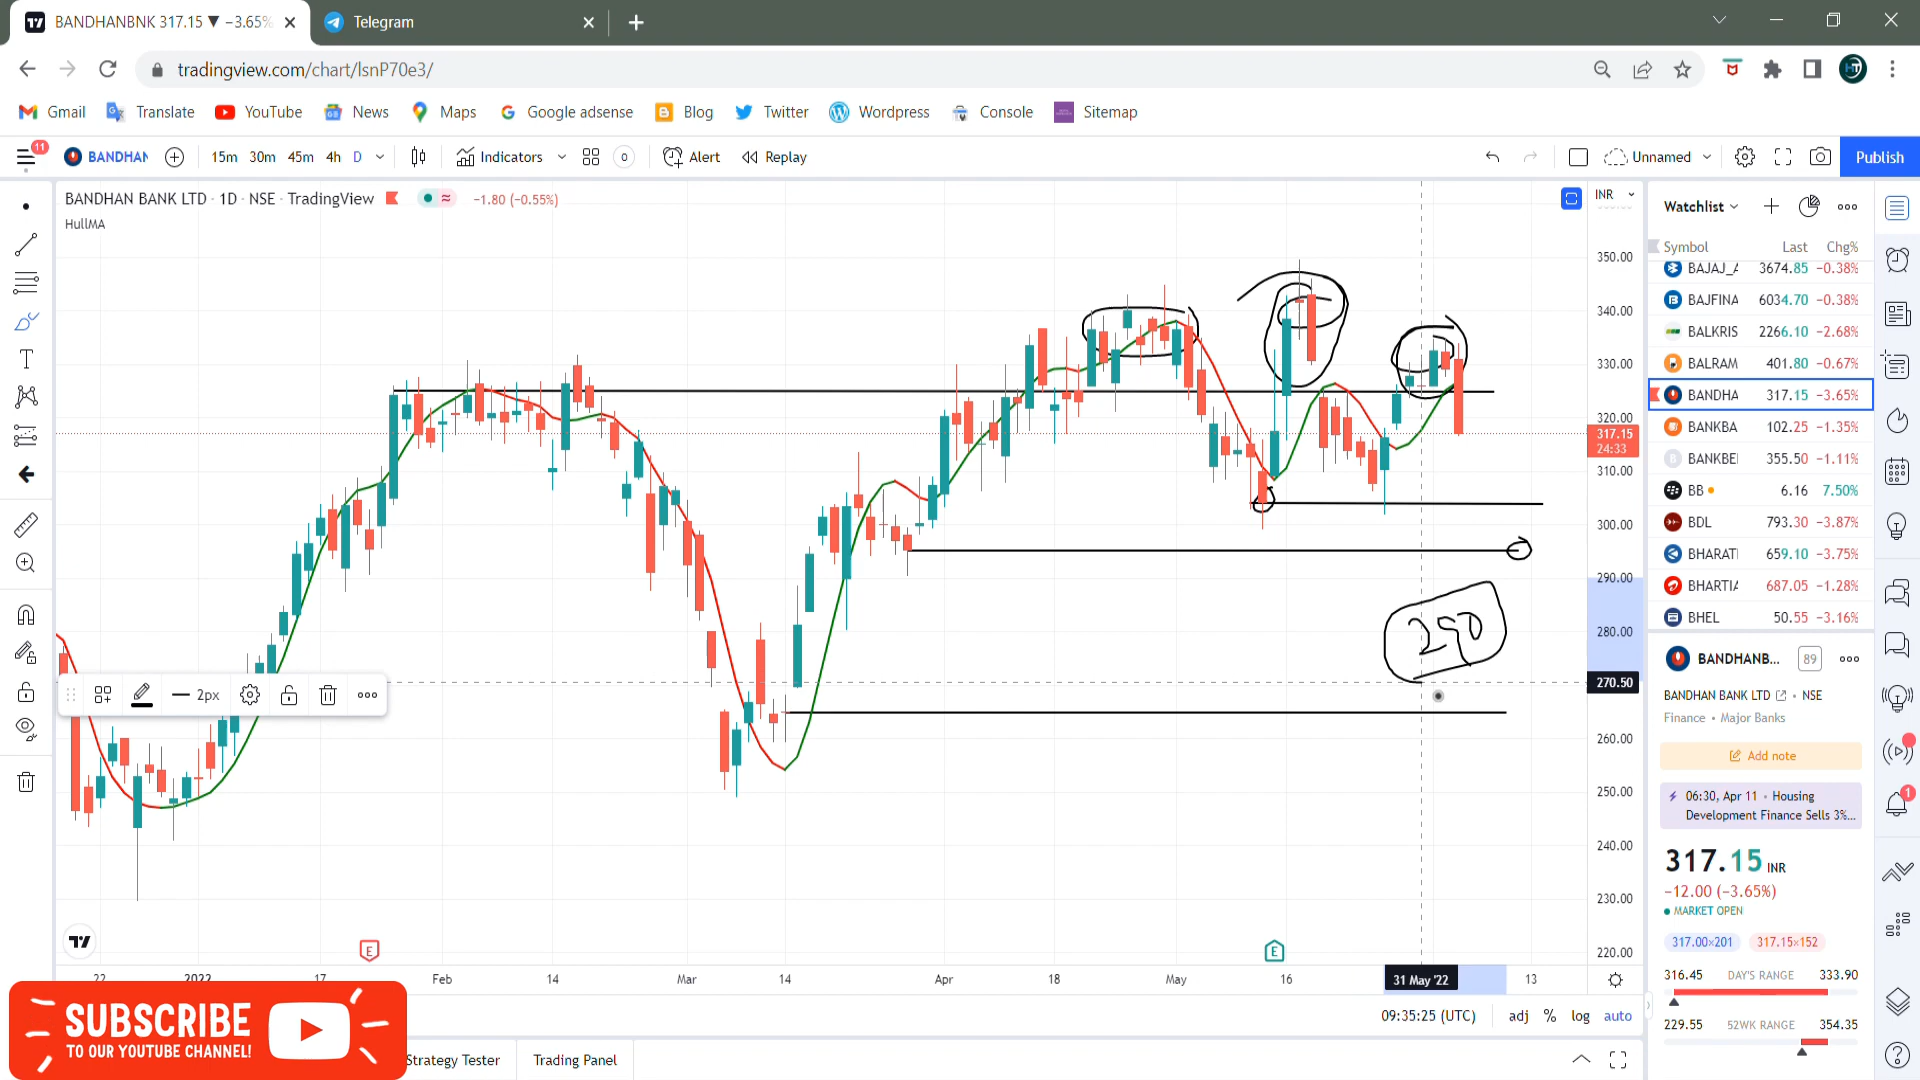 BANDHANBNK 317.15 ▼ −3.65%
Telegram
tradingview.com/chart/lsnP70e3/
Gmail
Translate
YouTube
News
Maps
Google adsense
Blog
Twitter
Wordpress
Console
Sitemap
11
BANDHAN
15m 30m 45m 4h D
Indicators
0
Alert
Replay
Unnamed
Publish
BANDHAN BANK LTD · 1D · NSE · TradingView
−1.80 (−0.55%)
HullMA
INR
350.00
340.00
330.00
320.00
317.15
24:33
310.00
300.00
290.00
280.00
270.50
260.00
250.00
240.00
230.00
220.00
250
2px
E
E
22 2022 17 Feb 14 Mar 14 Apr 18 May 16 31 May '22 13
09:35:25 (UTC)
adj % log auto
Strategy Tester
Trading Panel
SUBSCRIBE
TO OUR YOUTUBE CHANNEL!
Watchlist
Symbol Last Chg%
BAJAJ_A 3674.85 −0.38%
BAJFINA 6034.70 −0.38%
BALKRIS 2266.10 −2.68%
BALRAM 401.80 −0.67%
BANDHA 317.15 −3.65%
BANKBA 102.25 −1.35%
BANKBEI 355.50 −1.11%
BB 6.16 7.50%
BDL 793.30 −3.87%
BHARATI 659.10 −3.75%
BHARTIA 687.05 −1.28%
BHEL 50.55 −3.16%
BANDHANB... 89
BANDHAN BANK LTD • NSE
Finance • Major Banks
Add note
06:30, Apr 11 • Housing
Development Finance Sells 3%...
317.15 INR
−12.00 (−3.65%)
MARKET OPEN
317.00×201 317.15×152
316.45 DAY'S RANGE 333.90
229.55 52WK RANGE 354.35
1